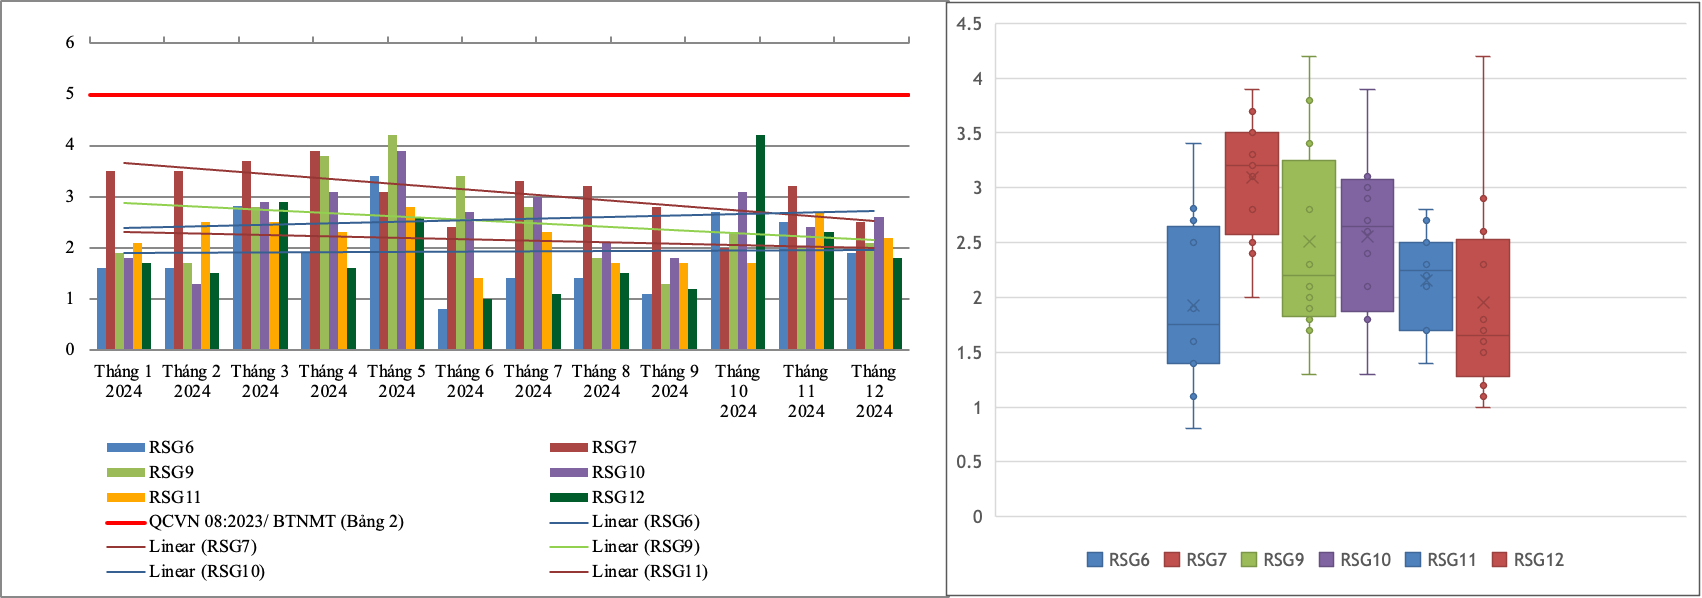 6
5
4
3
2
1
0
Tháng 1
2024
Tháng 2
2024
Tháng 3
2024
Tháng 4
2024
Tháng 5
2024
Tháng 6
2024
Tháng 7
2024
Tháng 8
2024
Tháng 9
2024
Tháng
10
2024
Tháng
11 2024
Tháng
12
2024
RSG6
RSG7
RSG9
RSG10
RSG11
RSG12
QCVN 08:2023/ BTNMT (Bảng 2)
Linear (RSG6)
Linear (RSG7)
Linear (RSG9)
Linear (RSG10)
Linear (RSG11)
4.5
4
3.5
3
2.5
2
1.5
1
0.5
0
RSG6 RSG7 RSG9 RSG10 RSG11 RSG12